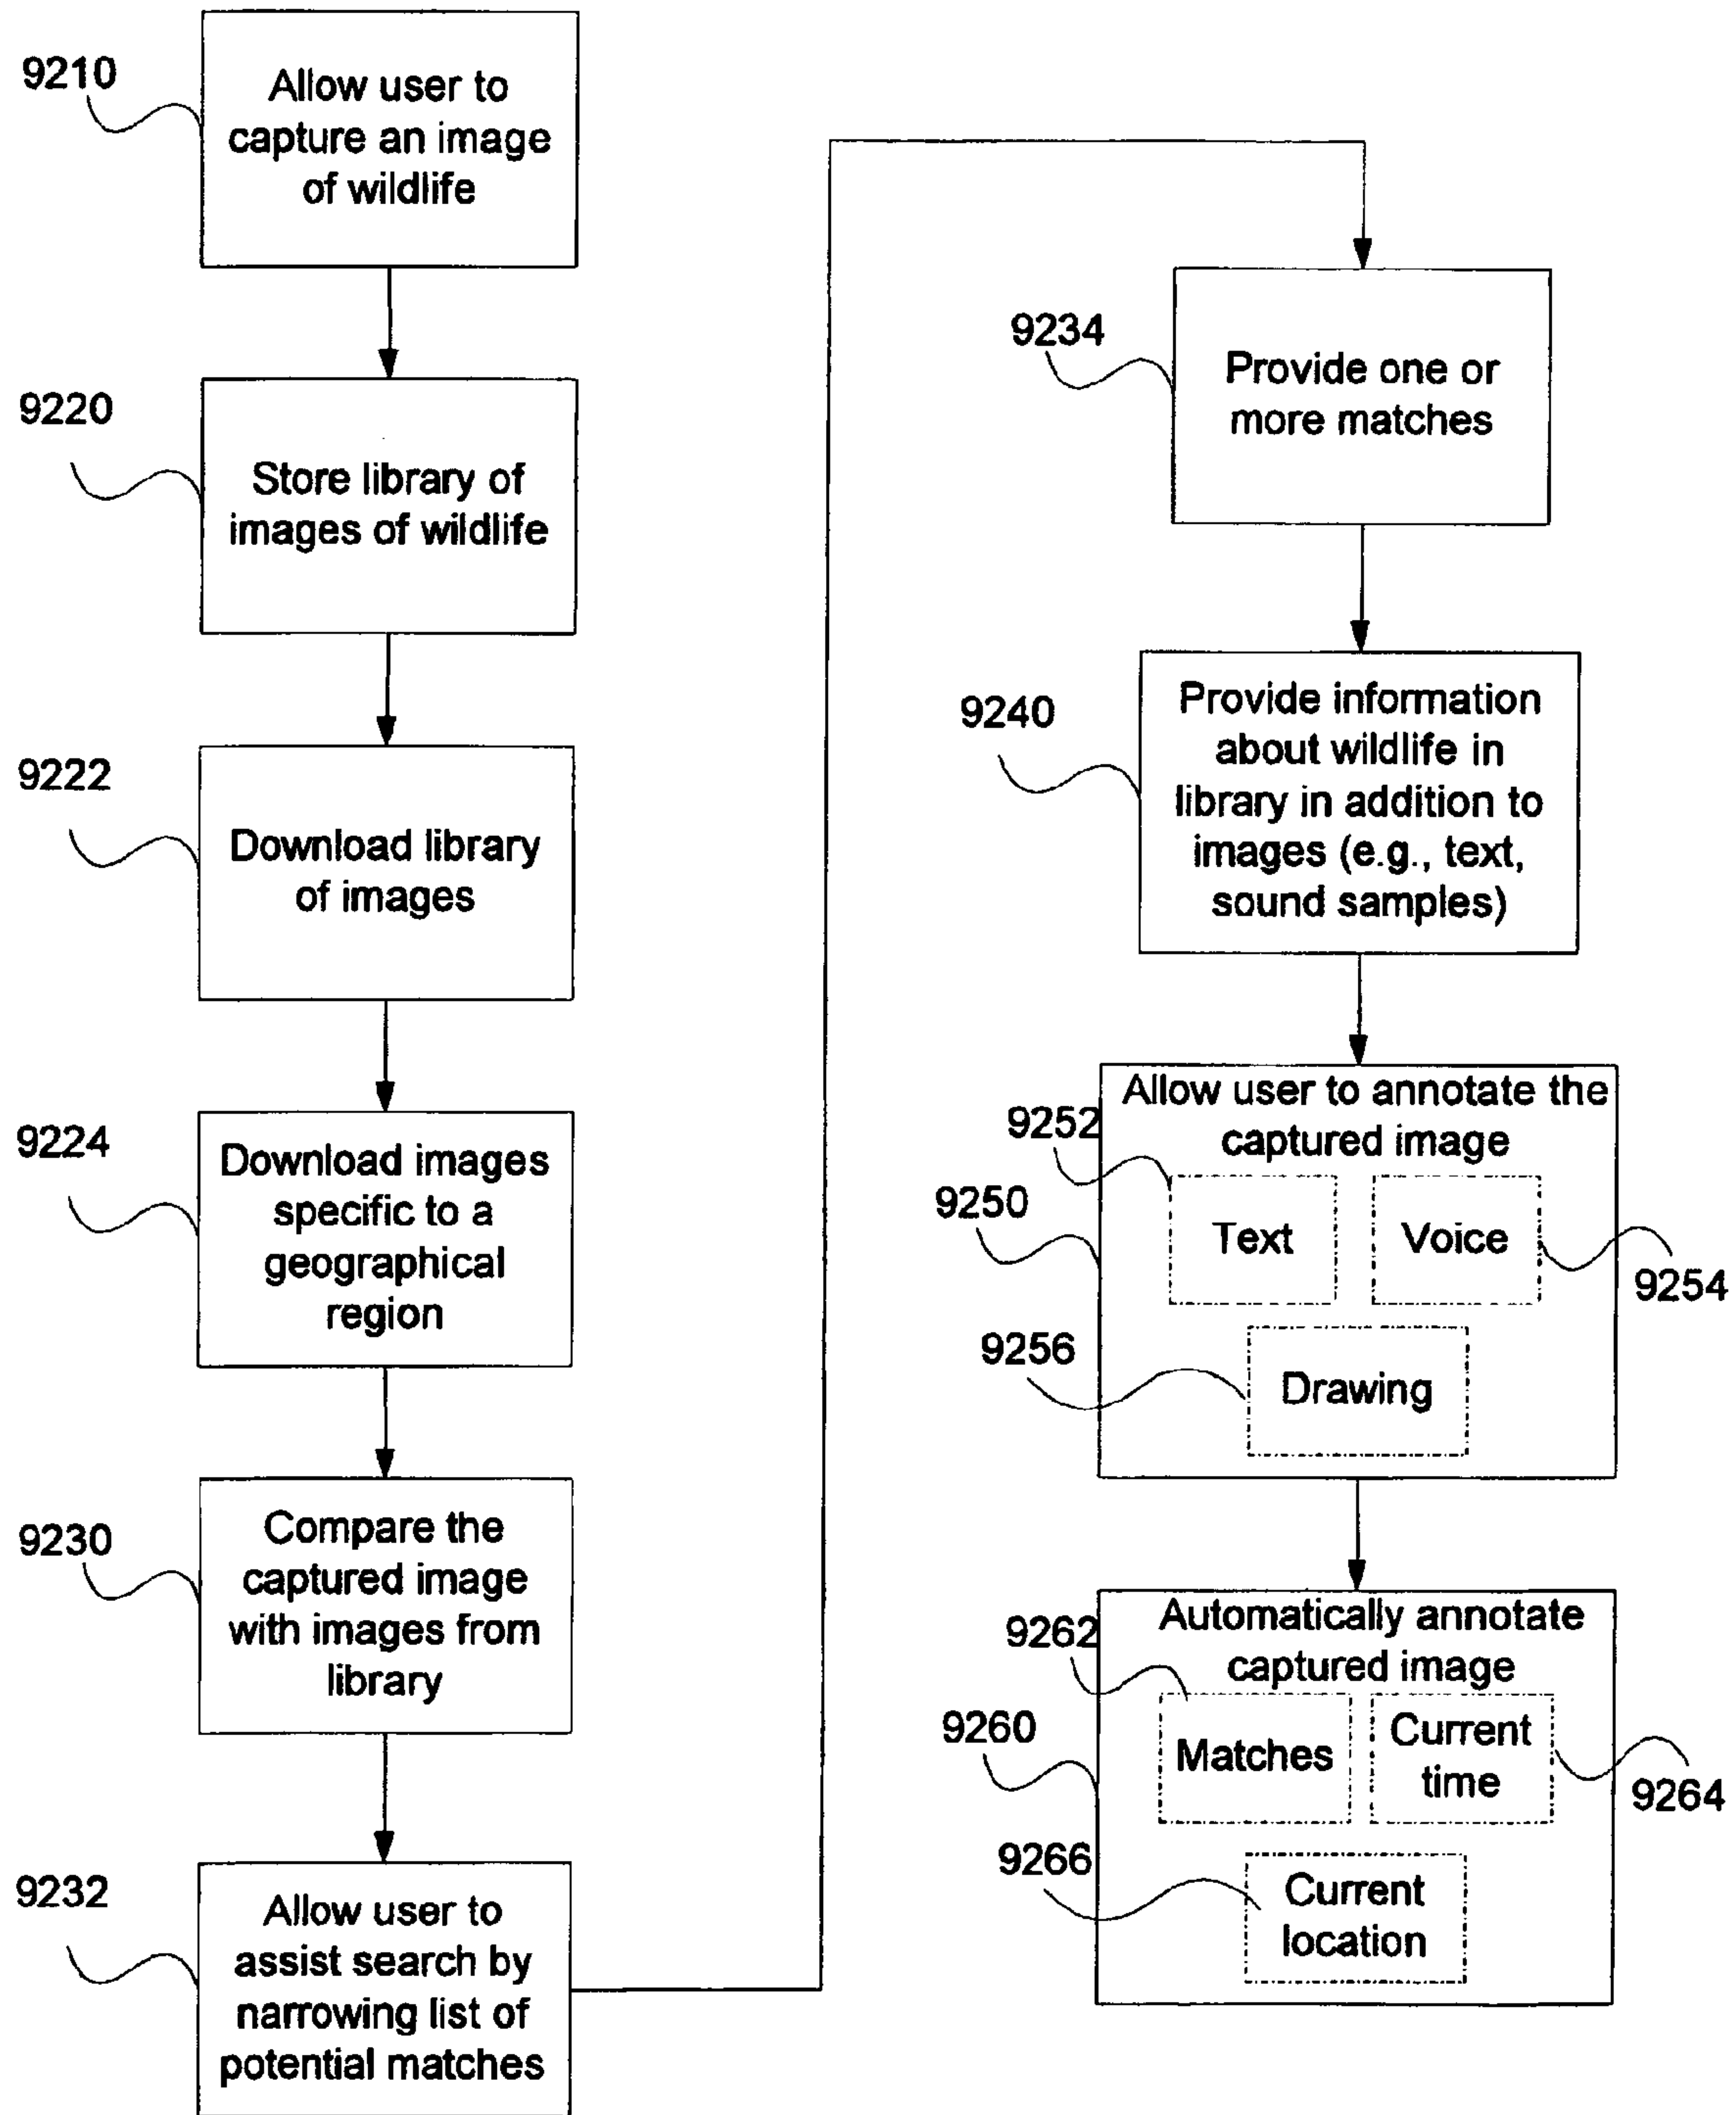 9210
Allow user to
capture an image
of wildlife
9220
Store library of
images of wildlife
9222
Download library
of images
9224
Download images
specific to a
geographical
region
9230
Compare the
captured image
with images from
library
9232
Allow user to
assist search by
narrowing list of
potential matches
9234
Provide one or
more matches
9240
Provide information
about wildlife in
library in addition to
images (e.g., text,
sound samples)
9250
Allow user to annotate the
captured image
9252
Text
Voice
9254
9256
Drawing
9260
Automatically annotate
captured image
9262
Matches
Current
time
9264
9266
Current
location